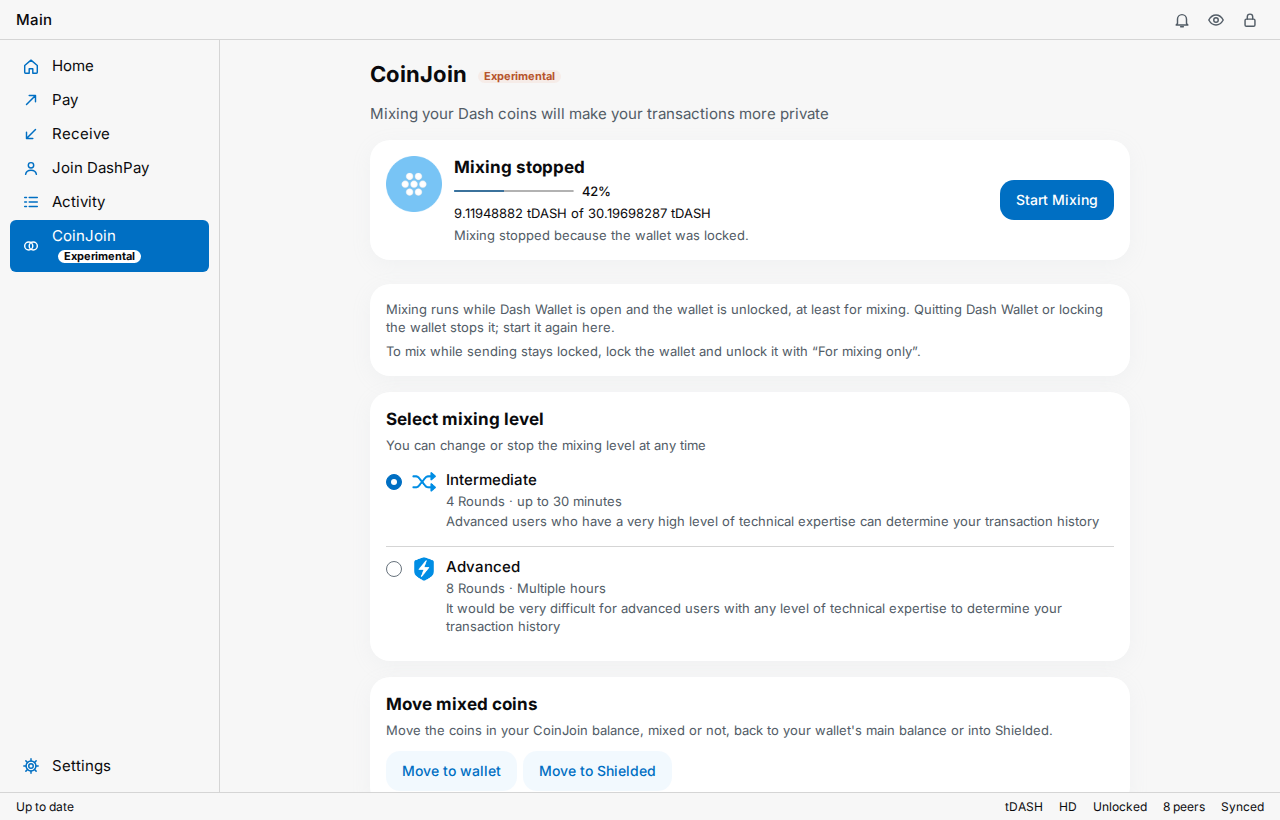 Main
Home
Pay
Receive
Join DashPay
Activity
CoinJoin
Experimental
Settings
CoinJoin Experimental
Mixing your Dash coins will make your transactions more private
Mixing stopped
42%
9.11948882 tDASH of 30.19698287 tDASH
Mixing stopped because the wallet was locked.
Start Mixing
Mixing runs while Dash Wallet is open and the wallet is unlocked, at least for mixing. Quitting Dash Wallet or locking
the wallet stops it; start it again here.
To mix while sending stays locked, lock the wallet and unlock it with “For mixing only”.
Select mixing level
You can change or stop the mixing level at any time
Intermediate
4 Rounds · up to 30 minutes
Advanced users who have a very high level of technical expertise can determine your transaction history
Advanced
8 Rounds · Multiple hours
It would be very difficult for advanced users with any level of technical expertise to determine your
transaction history
Move mixed coins
Move the coins in your CoinJoin balance, mixed or not, back to your wallet's main balance or into Shielded.
Move to wallet Move to Shielded
Up to date tDASH HD Unlocked 8 peers Synced